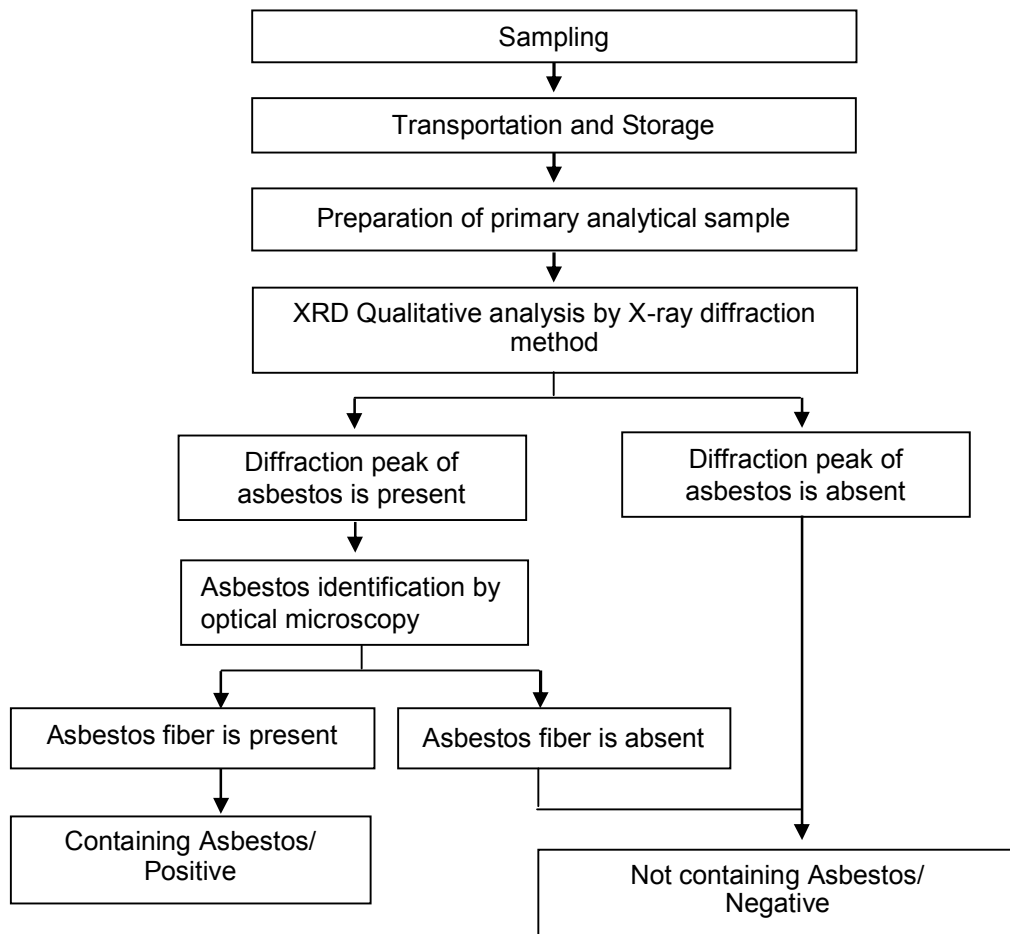 Sampling
Transportation and Storage
Preparation of primary analytical sample
XRD Qualitative analysis by X-ray diffraction
method
Diffraction peak of
asbestos is present
Diffraction peak of
asbestos is absent
Asbestos identification by
optical microscopy
Asbestos fiber is present
Asbestos fiber is absent
Containing Asbestos/
Positive
Not containing Asbestos/
Negative